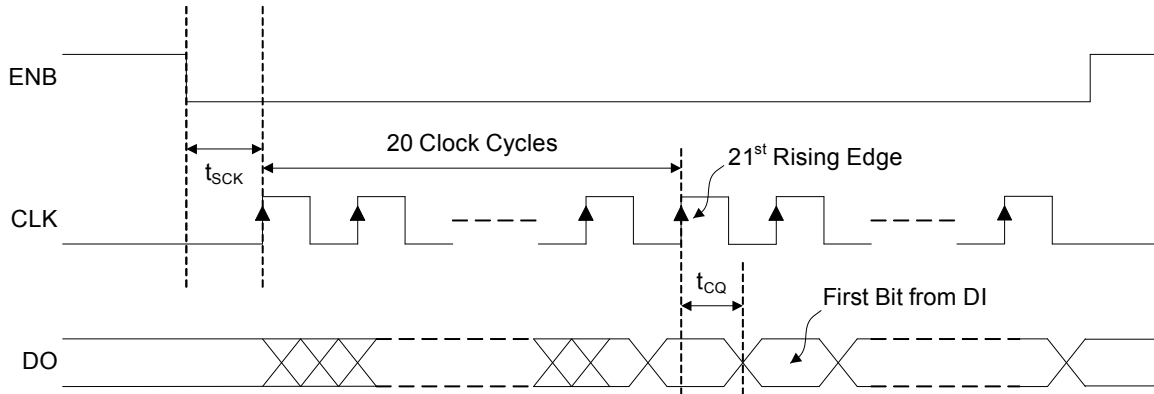 ENB
20 Clock Cycles
21st Rising Edge
tSCK
CLK
tCQ
First Bit from DI
DO